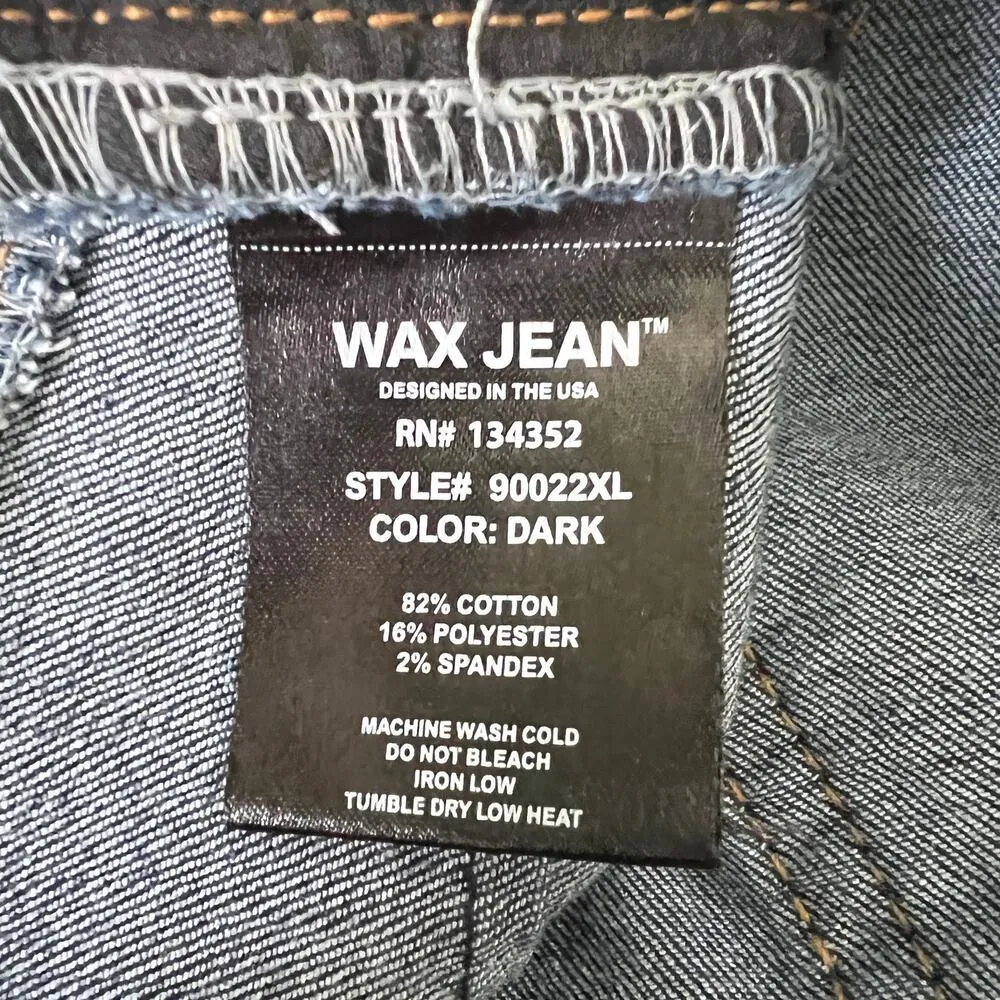 WAX JEAN™
DESIGNED IN THE USA
RN# 134352
STYLE# 90022XL
COLOR: DARK
82% COTTON
16% POLYESTER
2% SPANDEX
MACHINE WASH COLD
DO NOT BLEACH
IRON LOW
TUMBLE DRY LOW HEAT